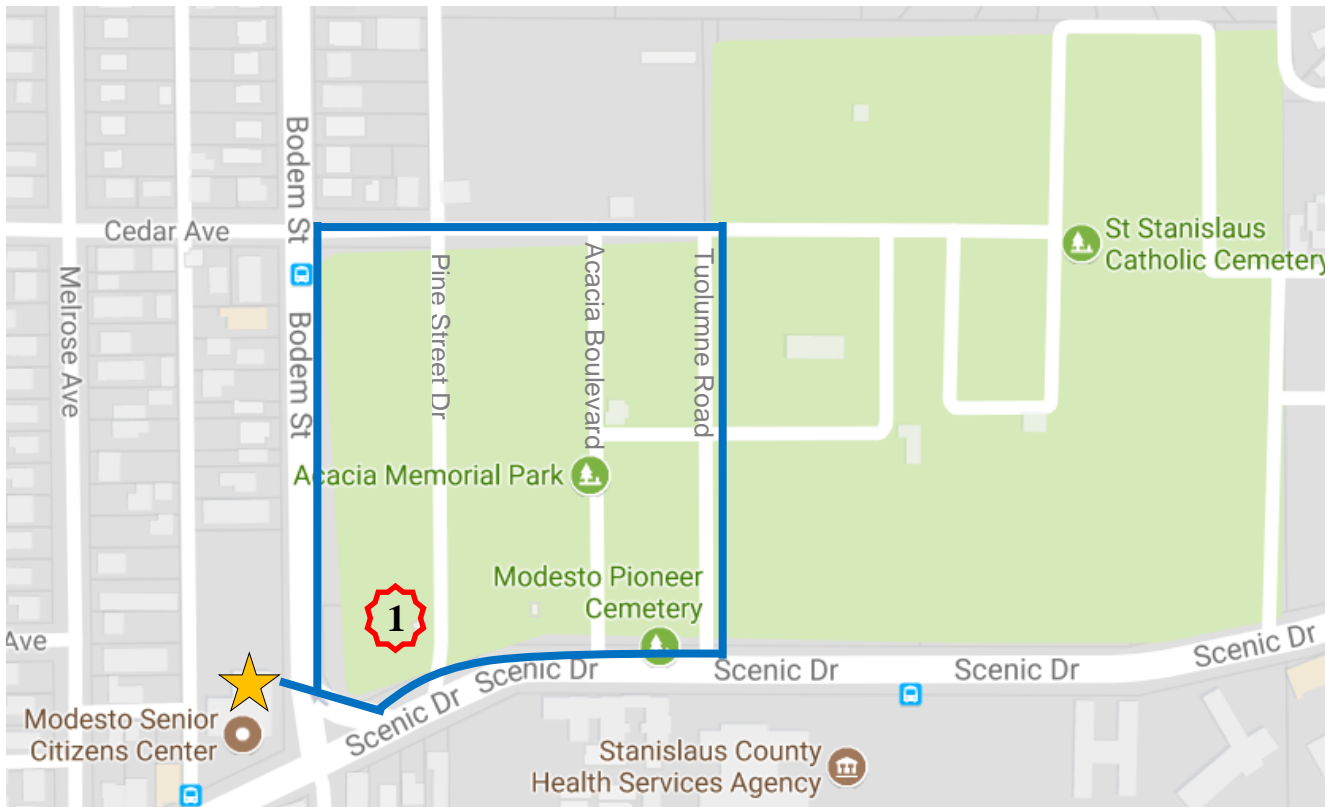 Bodem St
Cedar Ave
St Stanislaus
Catholic Cemetery
Melrose Ave
Bodem St
Pine Street Dr
Acacia Boulevard
Tuolumne Road
Acacia Memorial Park
Modesto Pioneer
Cemetery
1
Ave
Scenic Dr
Scenic Dr
Scenic Dr
Scenic Dr
Scenic Dr
Modesto Senior
Citizens Center
Stanislaus County
Health Services Agency